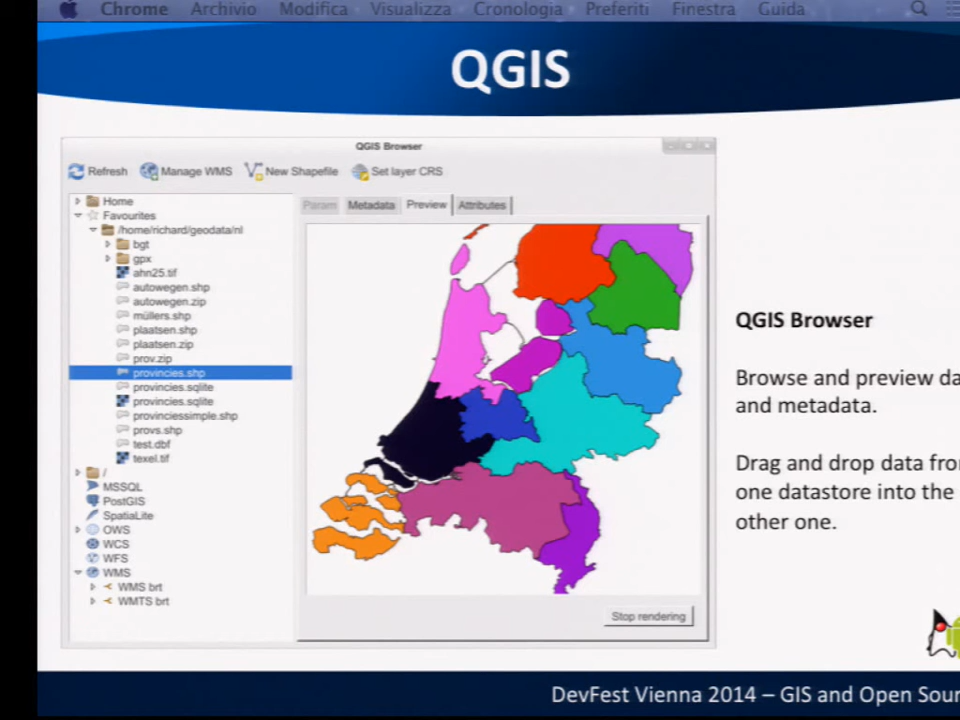 Chrome Archivio Modifica Visualizza Cronologia Preferiti Finestra Guida
QGIS
QGIS Browser
Refresh Manage WMS New Shapefile Set layer CRS
Home
Favourites
/home/richard/geodata/nl
bgt
gpx
ahn25.tif
autowegen.shp
autowegen.zip
müllers.shp
plaatsen.shp
plaatsen.zip
prov.zip
provincies.shp
provincies.sqlite
provincies.sqlite
provinciessimple.shp
provs.shp
test.dbf
texel.tif
/
MSSQL
PostGIS
SpatiaLite
OWS
WCS
WFS
WMS
WMS brt
WMTS brt
Param Metadata Preview Attributes
Stop rendering
QGIS Browser
Browse and preview da
and metadata.
Drag and drop data from
one datastore into the
other one.
DevFest Vienna 2014 – GIS and Open Sour